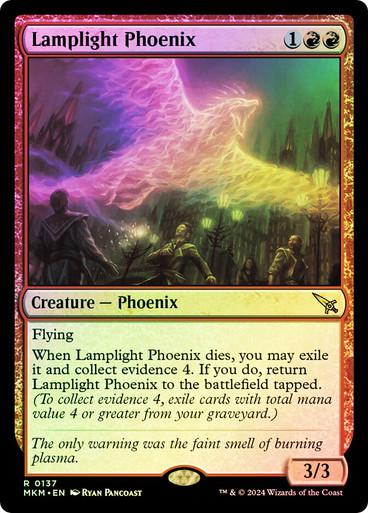 Lamplight Phoenix 1
Creature — Phoenix
Flying
When Lamplight Phoenix dies, you may exile
it and collect evidence 4. If you do, return
Lamplight Phoenix to the battlefield tapped.
(To collect evidence 4, exile cards with total mana
value 4 or greater from your graveyard.)
The only warning was the faint smell of burning
plasma.
3/3
R 0137
MKM • EN Ryan Pancoast ™ & © 2024 Wizards of the Coast